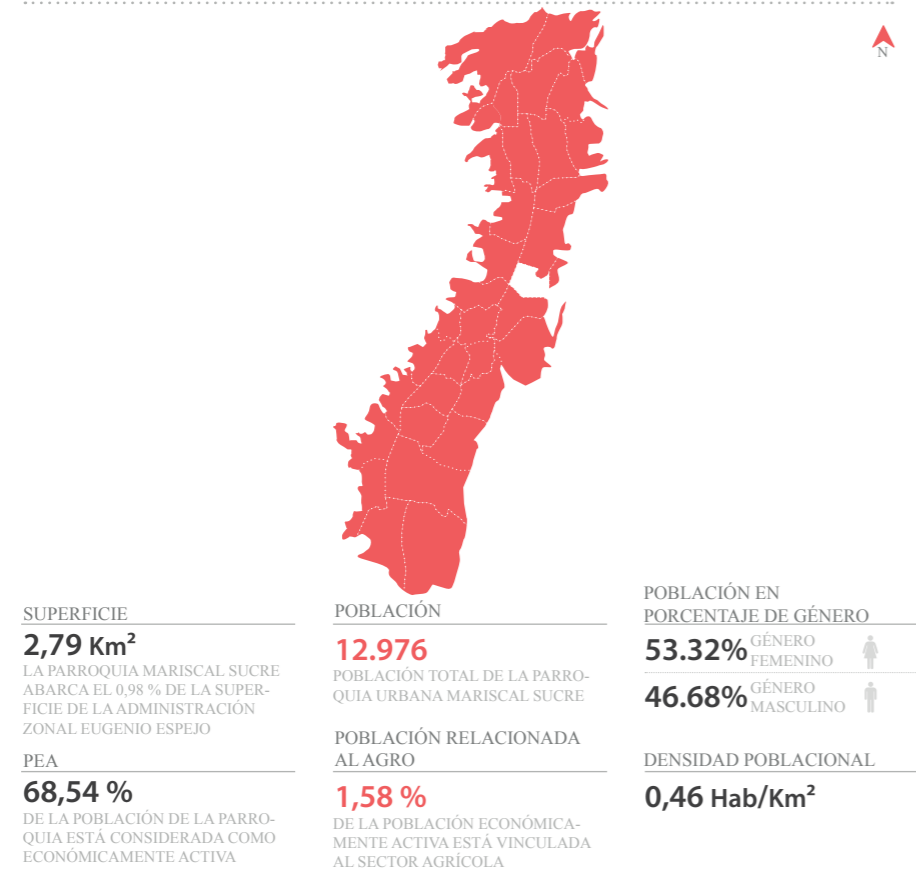 N
SUPERFICIE
2,79 Km²
LA PARROQUIA MARISCAL SUCRE
ABARCA EL 0,98 % DE LA SUPER-
FICIE DE LA ADMINISTRACIÓN
ZONAL EUGENIO ESPEJO
PEA
68,54 %
DE LA POBLACIÓN DE LA PARRO-
QUIA ESTÁ CONSIDERADA COMO
ECONÓMICAMENTE ACTIVA
POBLACIÓN
12.976
POBLACIÓN TOTAL DE LA PARRO-
QUIA URBANA MARISCAL SUCRE
POBLACIÓN RELACIONADA
AL AGRO
1,58 %
DE LA POBLACIÓN ECONÓMICA-
MENTE ACTIVA ESTÁ VINCULADA
AL SECTOR AGRÍCOLA
POBLACIÓN EN
PORCENTAJE DE GÉNERO
53.32% GÉNERO
FEMENINO
46.68% GÉNERO
MASCULINO
DENSIDAD POBLACIONAL
0,46 Hab/Km²